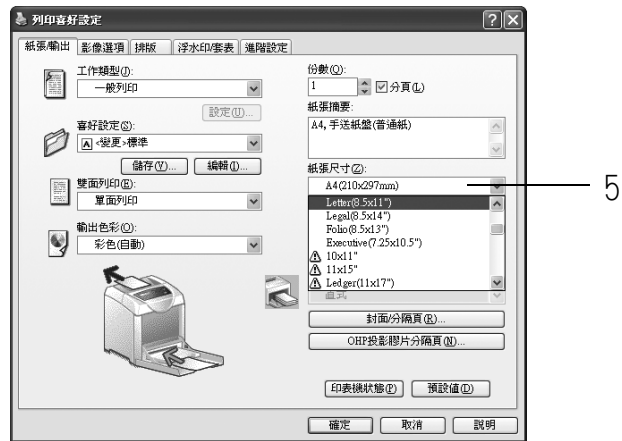 列印喜好設定
紙張/輸出 影像選項 排版 浮水印/套表 進階設定
工作類型(J):
一般列印
設定(U)...
喜好設定(S):
A <變更>標準
儲存(Y)... 編輯(I)...
雙面列印(E):
單面列印
輸出色彩(O):
彩色(自動)
份數(Q):
1 分頁(L)
紙張摘要:
A4, 手送紙盤(普通紙)
紙張尺寸(Z):
A4(210x297mm)
Letter(8.5x11")
Legal(8.5x14")
Folio(8.5x13")
Executive(7.25x10.5")
10x11"
11x15"
Ledger(11x17")
直式
封面/分隔頁(R)...
OHP投影膠片分隔頁(N)...
印表機狀態(P) 預設值(D)
確定 取消 說明
5